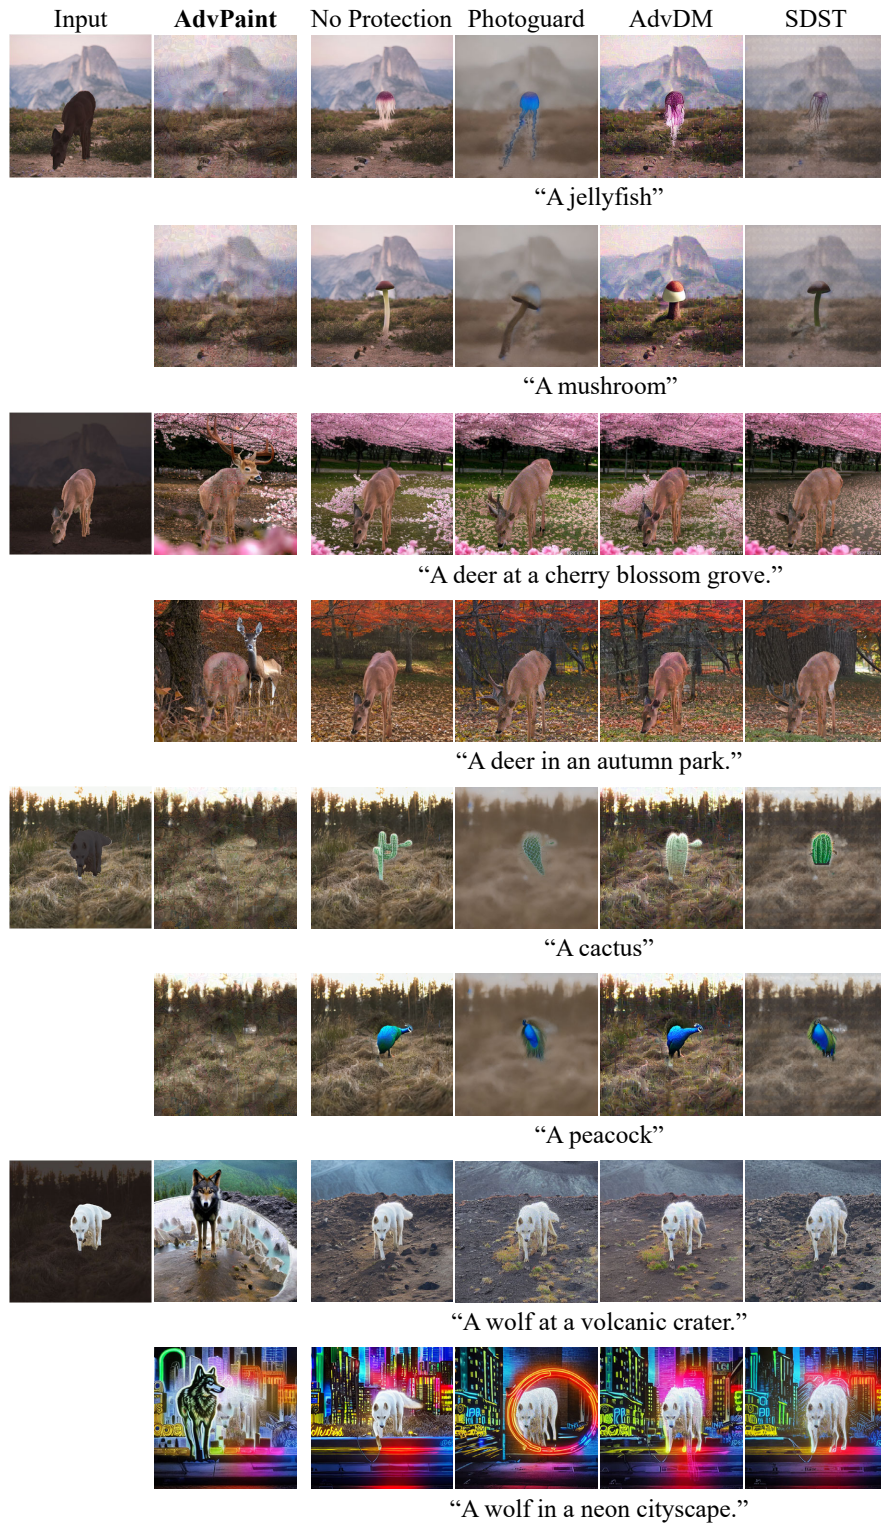 Input AdvPaint No Protection Photoguard AdvDM SDST
“A jellyfish”
“A mushroom”
“A deer at a cherry blossom grove.”
“A deer in an autumn park.”
“A cactus”
“A peacock”
“A wolf at a volcanic crater.”
“A wolf in a neon cityscape.”